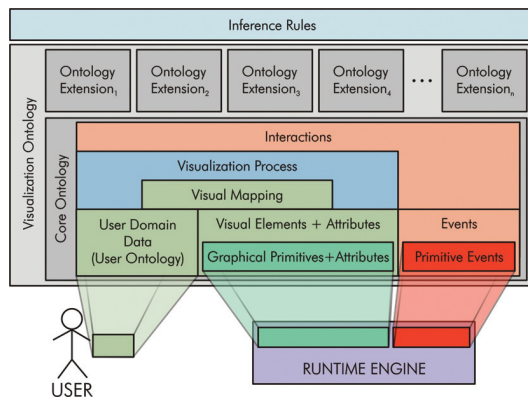 Inference Rules
Visualization Ontology
Ontology
Extension1
Ontology
Extension2
Ontology
Extension3
Ontology
Extension4
...
Ontology
Extensionn
Core Ontology
Interactions
Visualization Process
Visual Mapping
User Domain
Data
(User Ontology)
Visual Elements + Attributes
Graphical Primitives+Attributes
Events
Primitive Events
USER
RUNTIME ENGINE